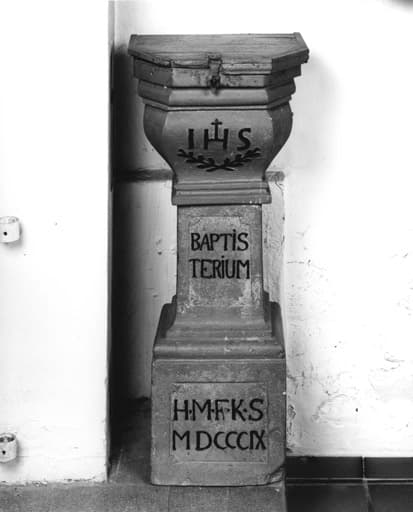 IHS
BAPTIS
TERIUM
H·M·F·K·S
MDCCCIX